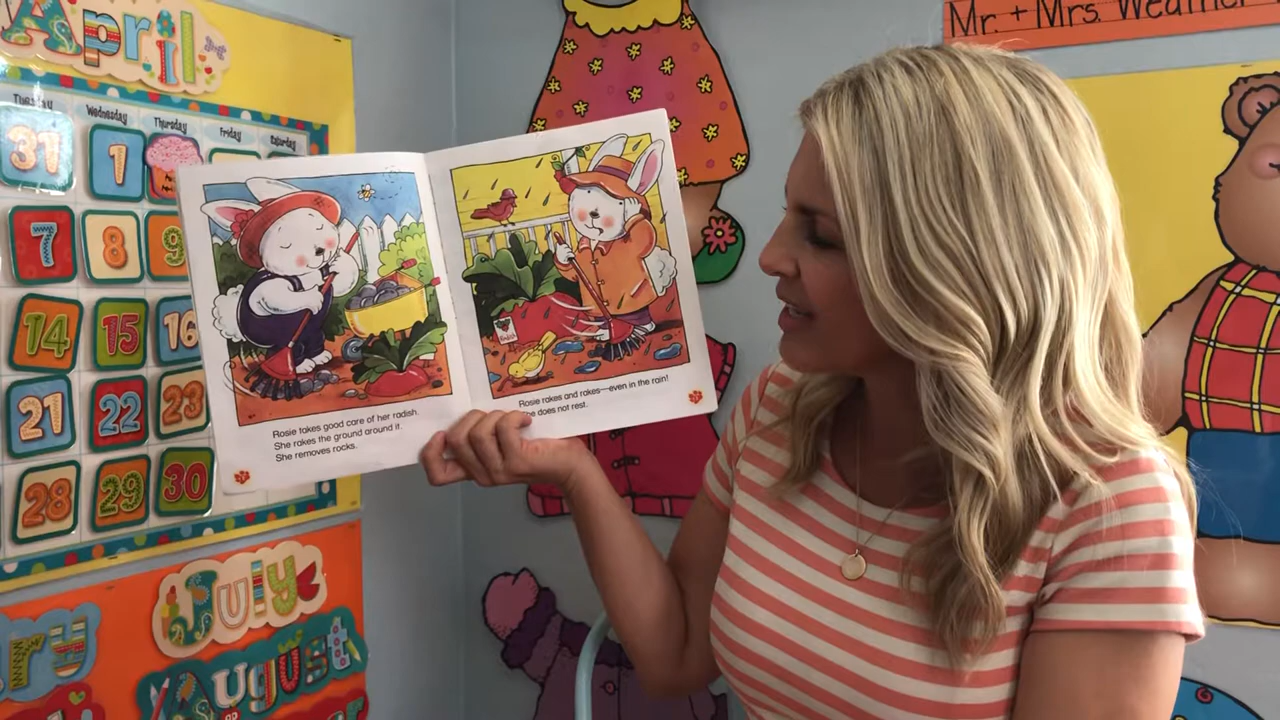 April
Tuesday Wednesday Thursday Friday Saturday
31 1
7 8 9
14 15 16
21 22 23
28 29 30
July
August
Mr. + Mrs. Weather
Rosie takes good care of her radish.
She rakes the ground around it.
She removes rocks.
Rosie rakes and rakes—even in the rain!
She does not rest.